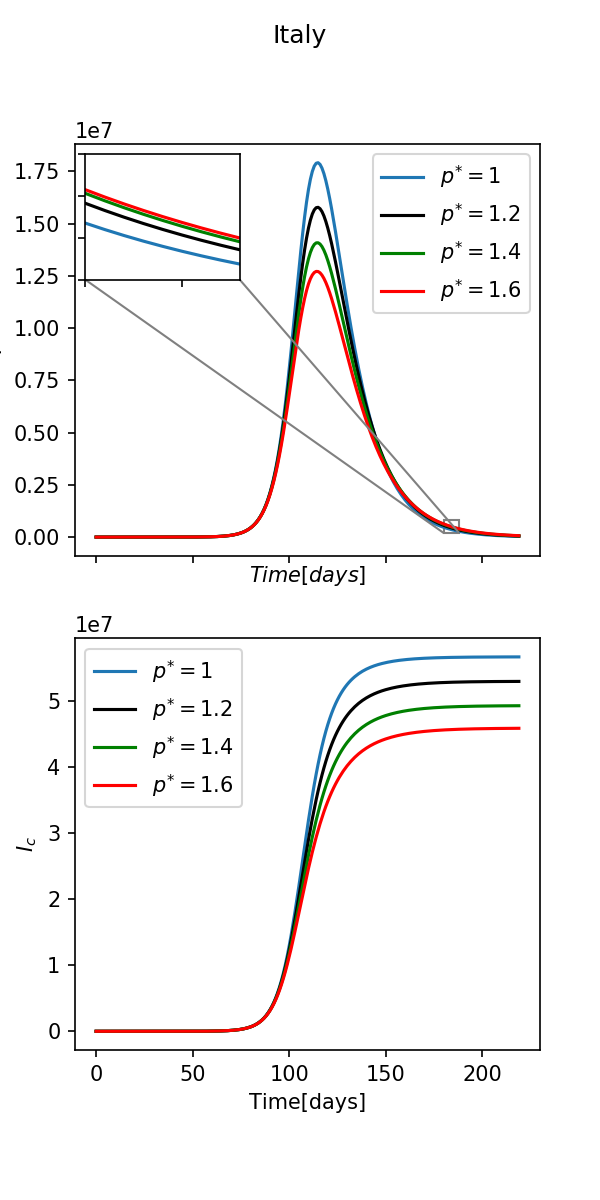 Italy
1e7
1.75
1.50
1.25
1.00
0.75
0.50
0.25
0.00
p* = 1
p* = 1.2
p* = 1.4
p* = 1.6
Time[days]
1e7
5
4
3
2
1
0
I_c
p* = 1
p* = 1.2
p* = 1.4
p* = 1.6
0 50 100 150 200
Time[days]